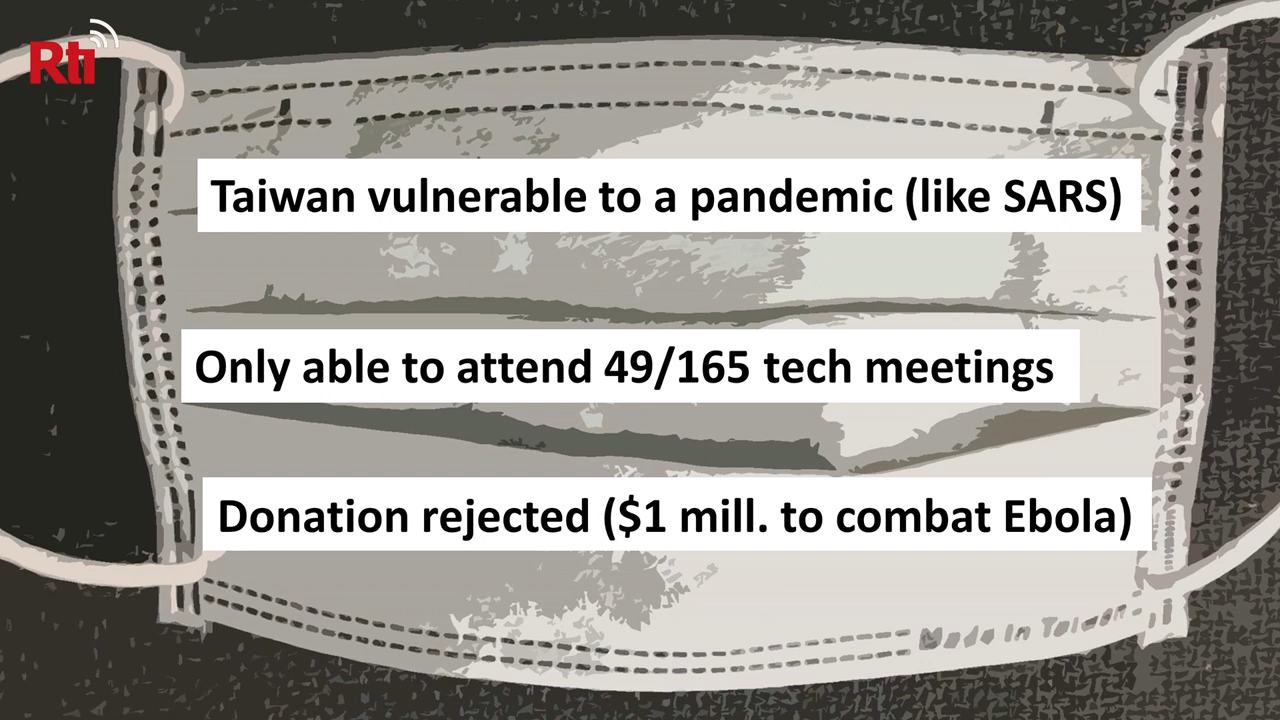 Rti
Taiwan vulnerable to a pandemic (like SARS)
Only able to attend 49/165 tech meetings
Donation rejected ($1 mill. to combat Ebola)
Made In Taiwan